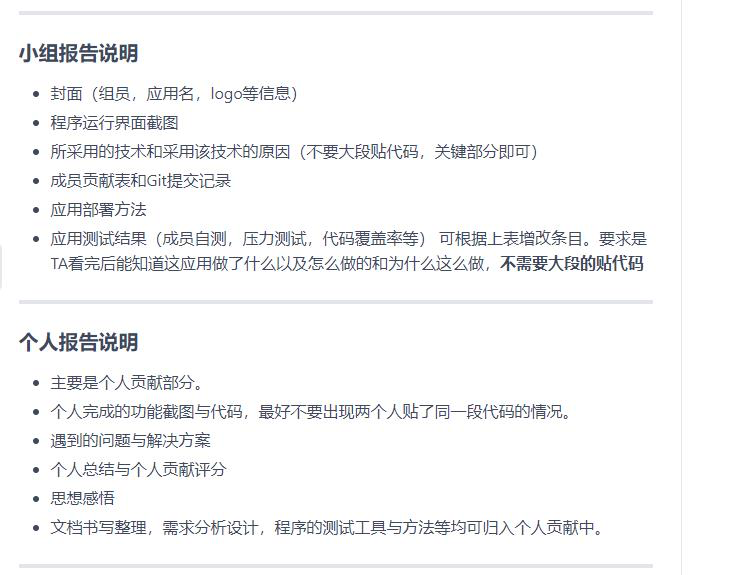 小组报告说明
封面（组员，应用名，logo等信息）
程序运行界面截图
所采用的技术和采用该技术的原因（不要大段贴代码，关键部分即可）
成员贡献表和Git提交记录
应用部署方法
应用测试结果（成员自测，压力测试，代码覆盖率等） 可根据上表增改条目。要求是
TA看完后能知道这应用做了什么以及怎么做的和为什么这么做，不需要大段的贴代码
个人报告说明
主要是个人贡献部分。
个人完成的功能截图与代码，最好不要出现两个人贴了同一段代码的情况。
遇到的问题与解决方案
个人总结与个人贡献评分
思想感悟
文档书写整理，需求分析设计，程序的测试工具与方法等均可归入个人贡献中。